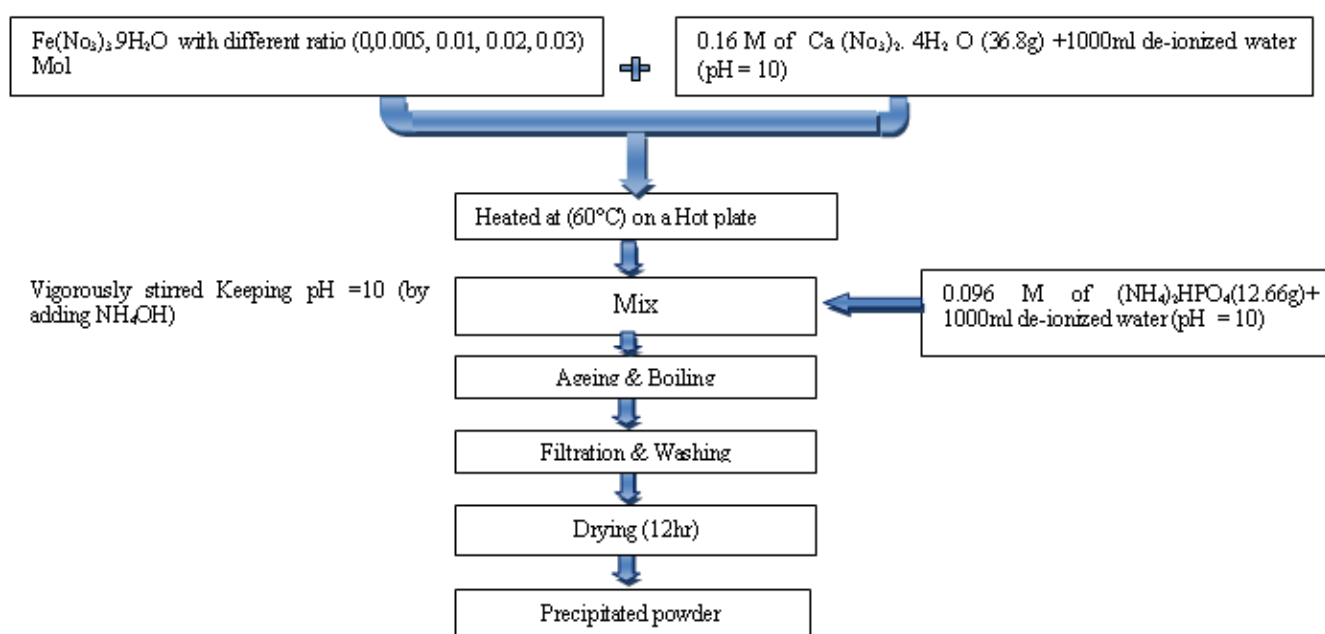 Fe(No₃)₃.9H₂O with different ratio (0,0.005, 0.01, 0.02, 0.03)
Mol
0.16 M of Ca (No₃)₂. 4H₂ O (36.8g) +1000ml de-ionized water
(pH = 10)
Heated at (60°C) on a Hot plate
Vigorously stirred Keeping pH =10 (by
adding NH₄OH)
Mix
0.096 M of (NH₄)₂HPO₄(12.66g)+
1000ml de-ionized water (pH = 10)
Ageing & Boiling
Filtration & Washing
Drying (12hr)
Precipitated powder